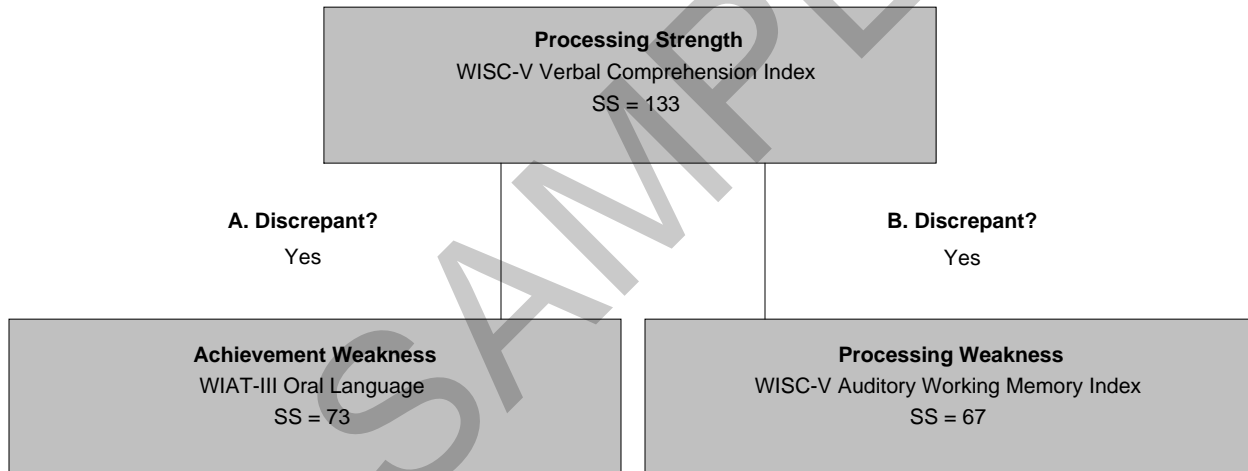 Processing Strength
WISC-V Verbal Comprehension Index
SS = 133
A. Discrepant?
Yes
B. Discrepant?
Yes
Achievement Weakness
WIAT-III Oral Language
SS = 73
Processing Weakness
WISC-V Auditory Working Memory Index
SS = 67
SAMPLE